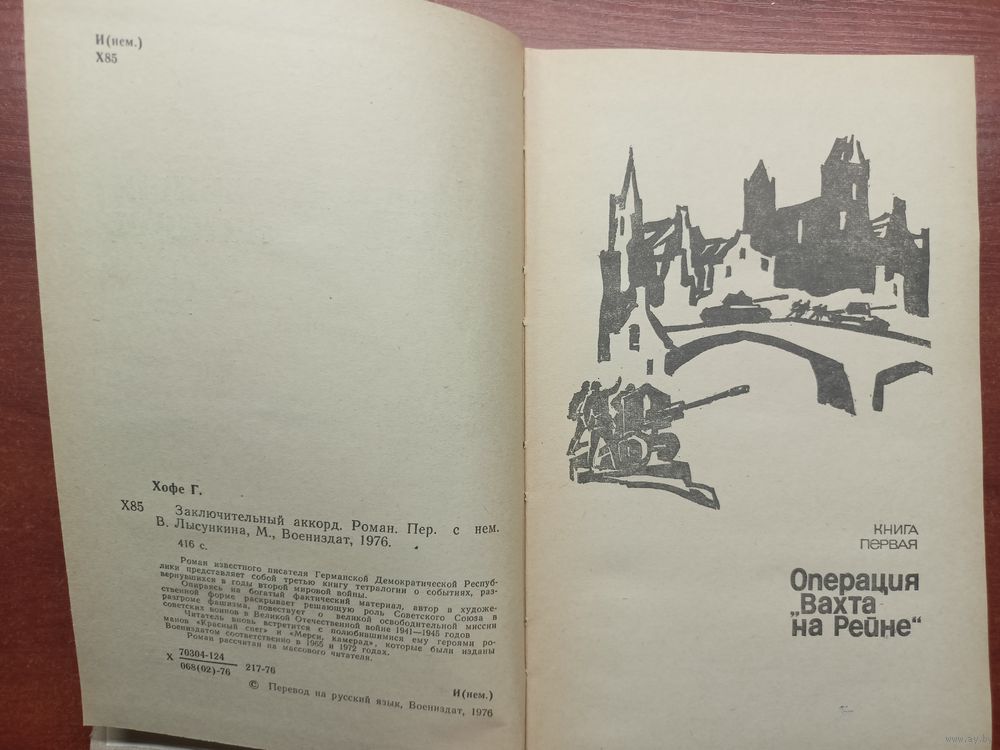 И(нем.)
Х85
Хофе Г.
Х85 Заключительный аккорд. Роман. Пер. с нем.
В. Лысункина, М., Воениздат, 1976.
416 с.
Роман известного писателя Германской Демократической Респуб-
лики представляет собой третью книгу тетралогии о событиях, раз-
вернувшихся в годы второй мировой войны.
Опираясь на богатый фактический материал, автор в художе-
ственной форме раскрывает решающую роль Советского Союза в
разгроме фашизма, повествует о великой освободительной миссии
советских воинов в Великой Отечественной войне 1941—1945 годов
Читатель вновь встретится с полюбившимися ему героями ро-
манов «Красный снег» и «Мерси, камерад», которые были изданы
Воениздатом соответственно в 1965 и 1972 годах.
Роман рассчитан на массового читателя.
Х 70304-124
068(02)-76 217-76
И(нем.)
© Перевод на русский язык, Воениздат, 1976
КНИГА
ПЕРВАЯ
Операция
„Вахта
на Рейне“
www.ay.by